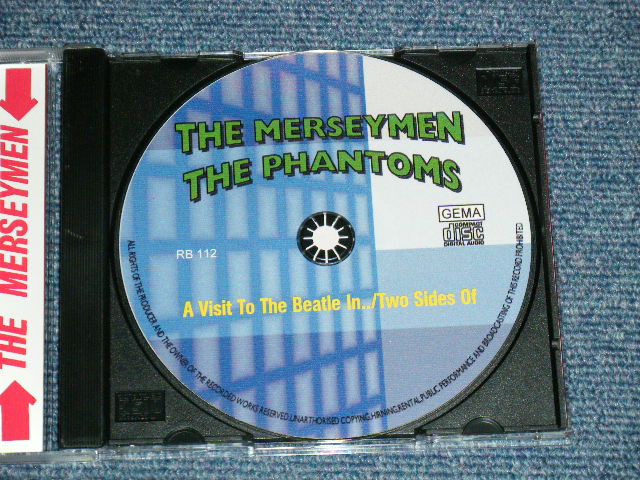 THE MERSEYMEN
THE MERSEYMEN
THE PHANTOMS
GEMA
COMPACT
disc
DIGITAL AUDIO
RB 112
A Visit To The Beatle In../Two Sides Of
ALL RIGHTS OF THE PRODUCER AND THE OWNER OF THE RECORDED WORKS RESERVED. UNARTHORISED COPYING, HIRNING, RENTAL, PUBLIC PERFORMANCE AND BROADCASTING OF THIS RECORD PROHIBITED